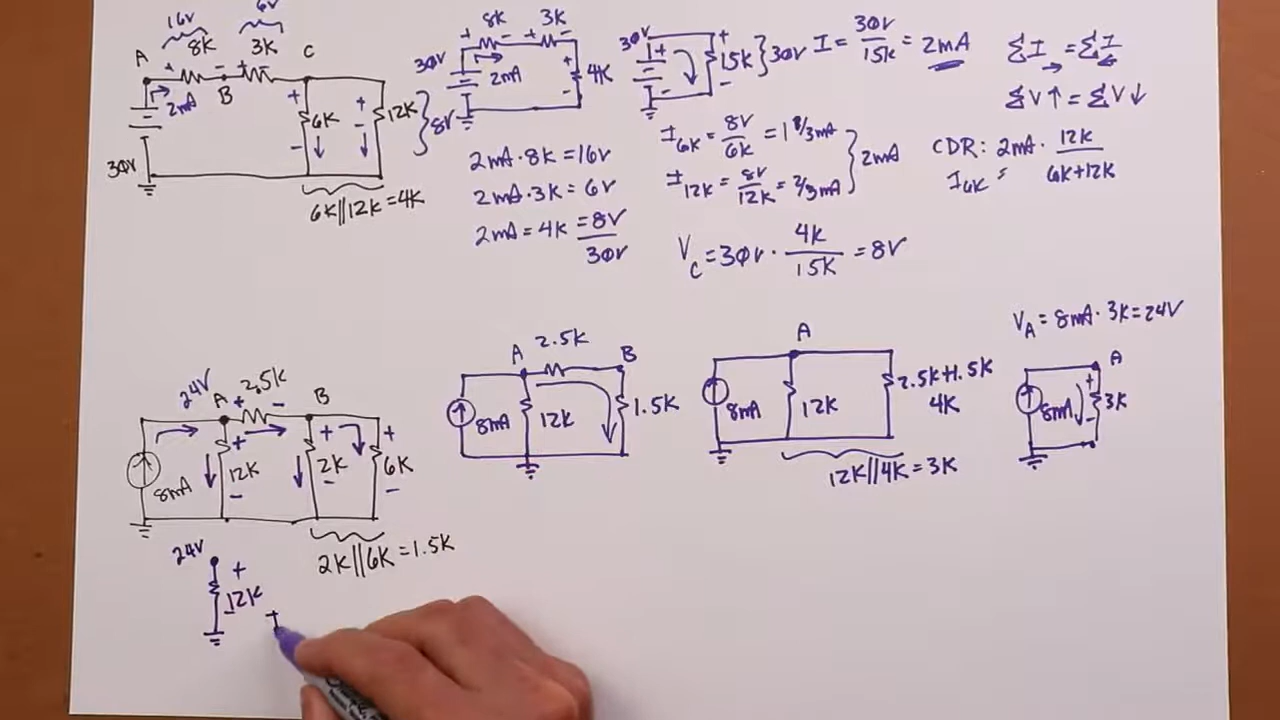 16V 6V
A 8K 3K C
+ - + -
2mA B
+ 6K - + 12K - } 8V
30V
6K||12K = 4K
30V + 8K - + 3K -
2mA + 4K -
2mA · 8K = 16V
2mA · 3K = 6V
2mA = 4K = 8V
30V
30V + + 15K - - } 30V
I = 30V / 15K = 2mA
I6K = 8V / 6K = 1 1/3mA
I12K = 8V / 12K = 2/3mA } 2mA
VC = 30V · 4K / 15K = 8V
ΣI→ = ΣI←
ΣV↑ = ΣV↓
CDR: 2mA · 12K / 6K+12K
I6K =
24V A + 2.5K - B
8mA + 12K - + 2K - + 6K -
2K||6K = 1.5K
24V
+ 12K -
A 2.5K B
8mA 12K 1.5K
A
8mA 12K 2.5K+1.5K
4K
12K||4K = 3K
VA = 8mA · 3K = 24V
A
8mA + 3K -